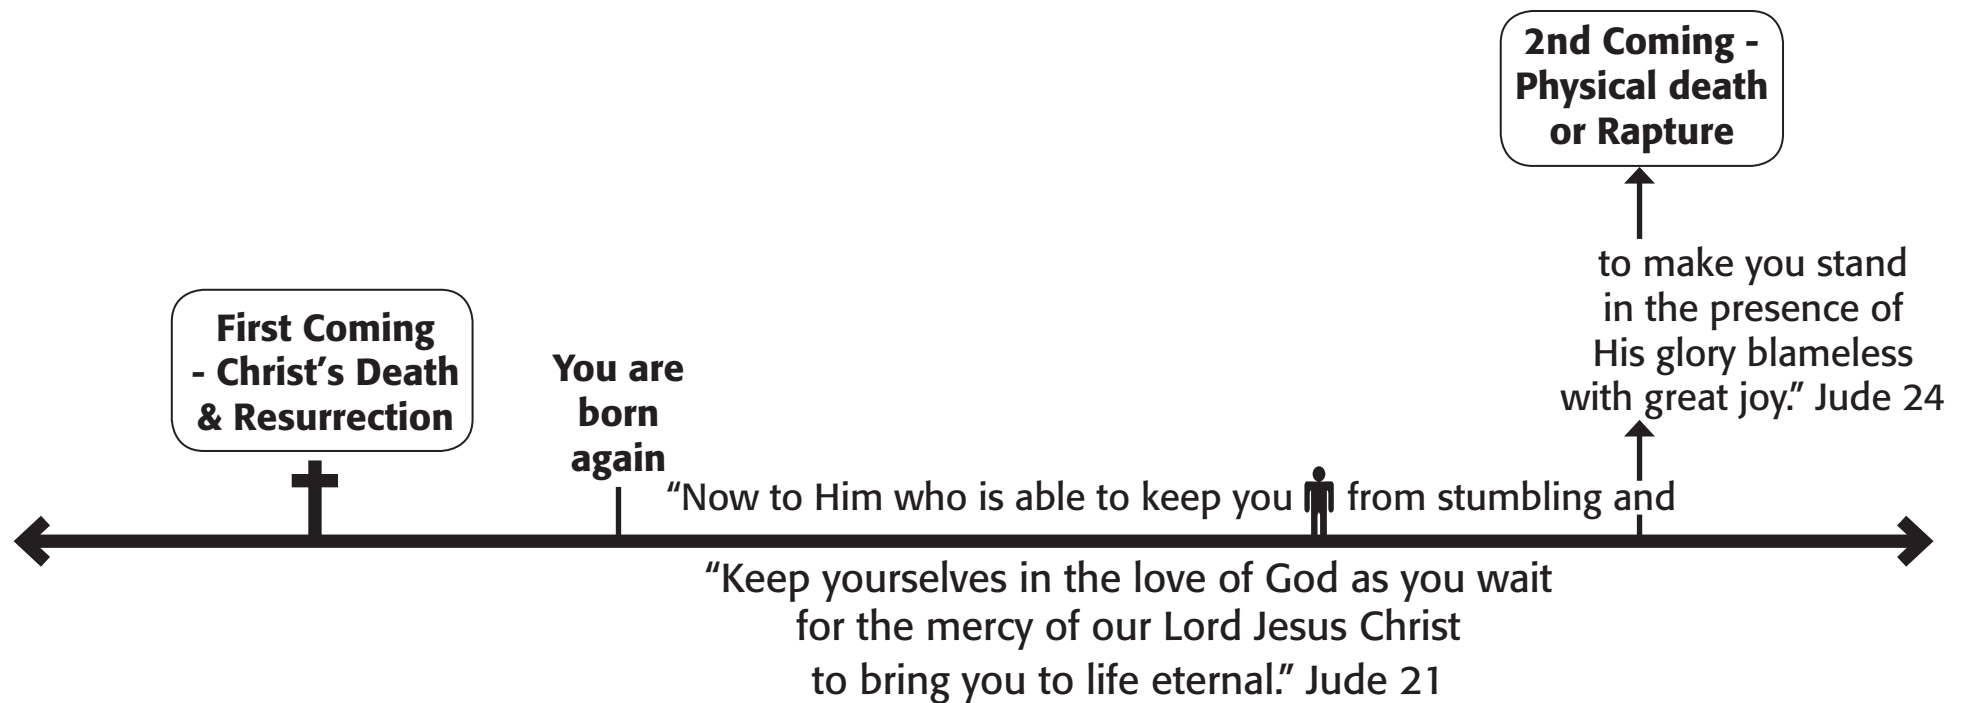 First Coming
- Christ’s Death
& Resurrection
You are
born
again
“Now to Him who is able to keep you from stumbling and
to make you stand
in the presence of
His glory blameless
with great joy.” Jude 24
2nd Coming -
Physical death
or Rapture
“Keep yourselves in the love of God as you wait
for the mercy of our Lord Jesus Christ
to bring you to life eternal.” Jude 21